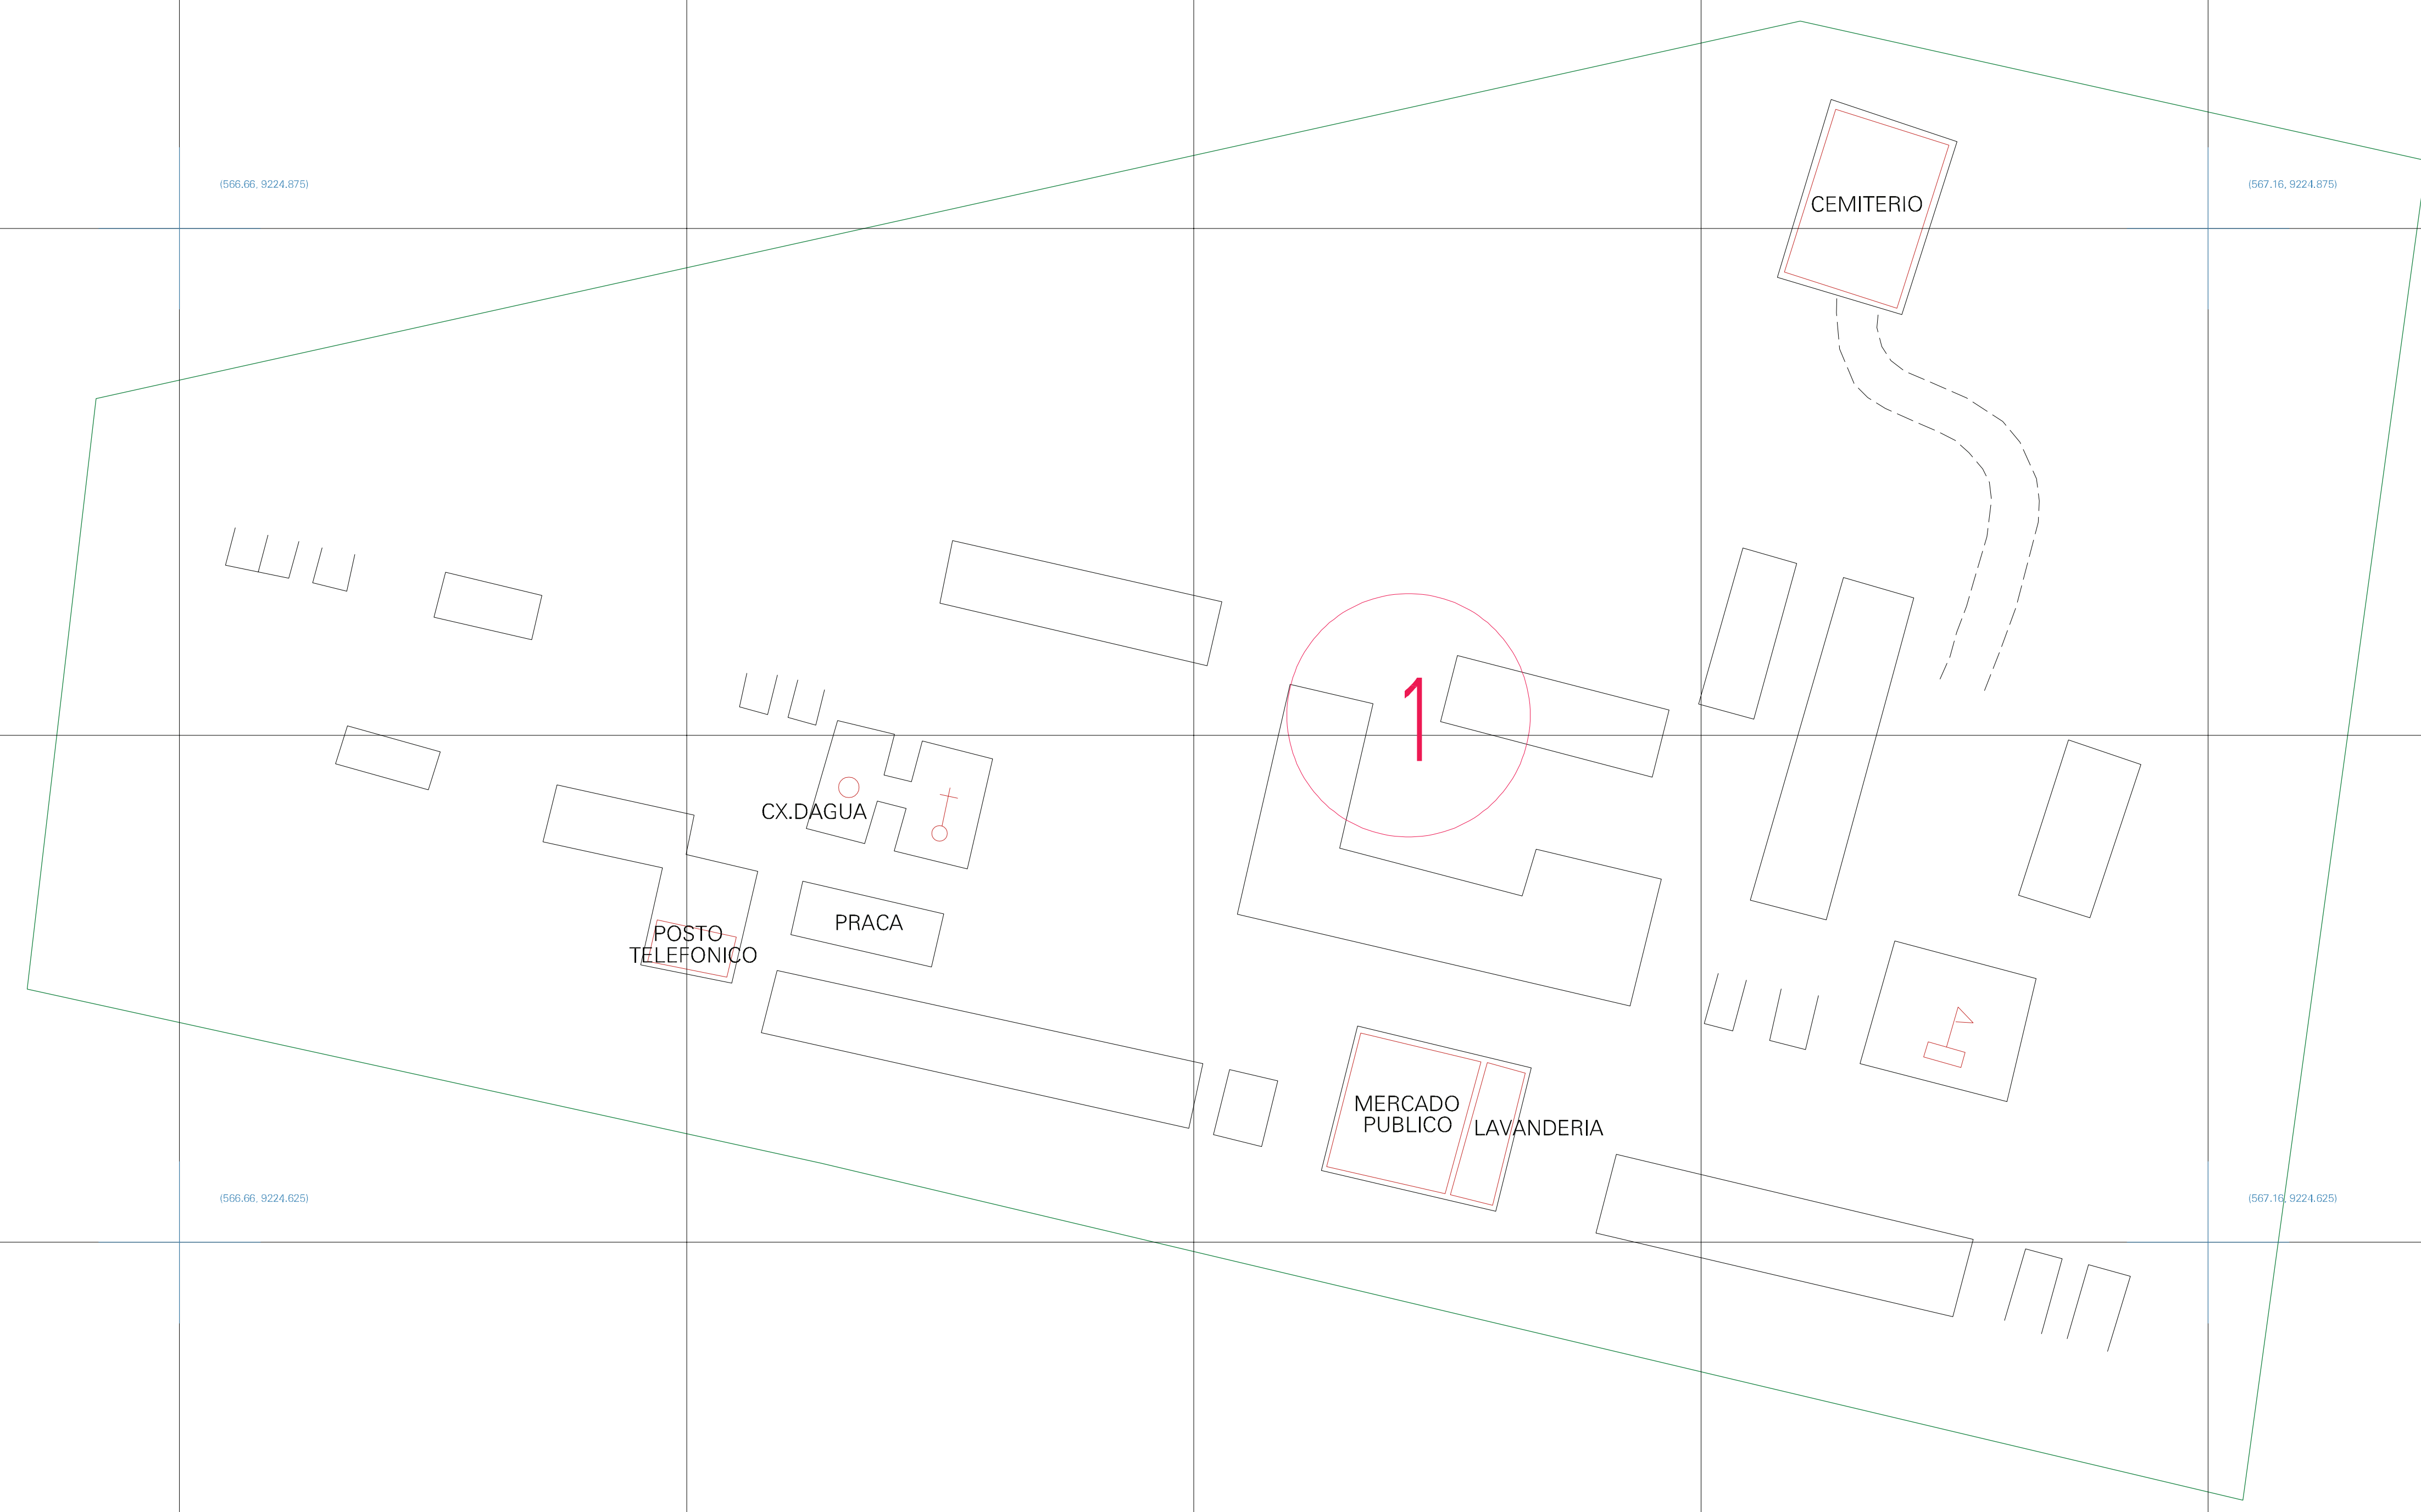 (566.66, 9224.875)
(567.16, 9224.875)
CEMITERIO
1
CX.DAGUA
PRACA
POSTO
TELEFONICO
MERCADO
PUBLICO
LAVANDERIA
(566.66, 9224.625)
(567.16, 9224.625)